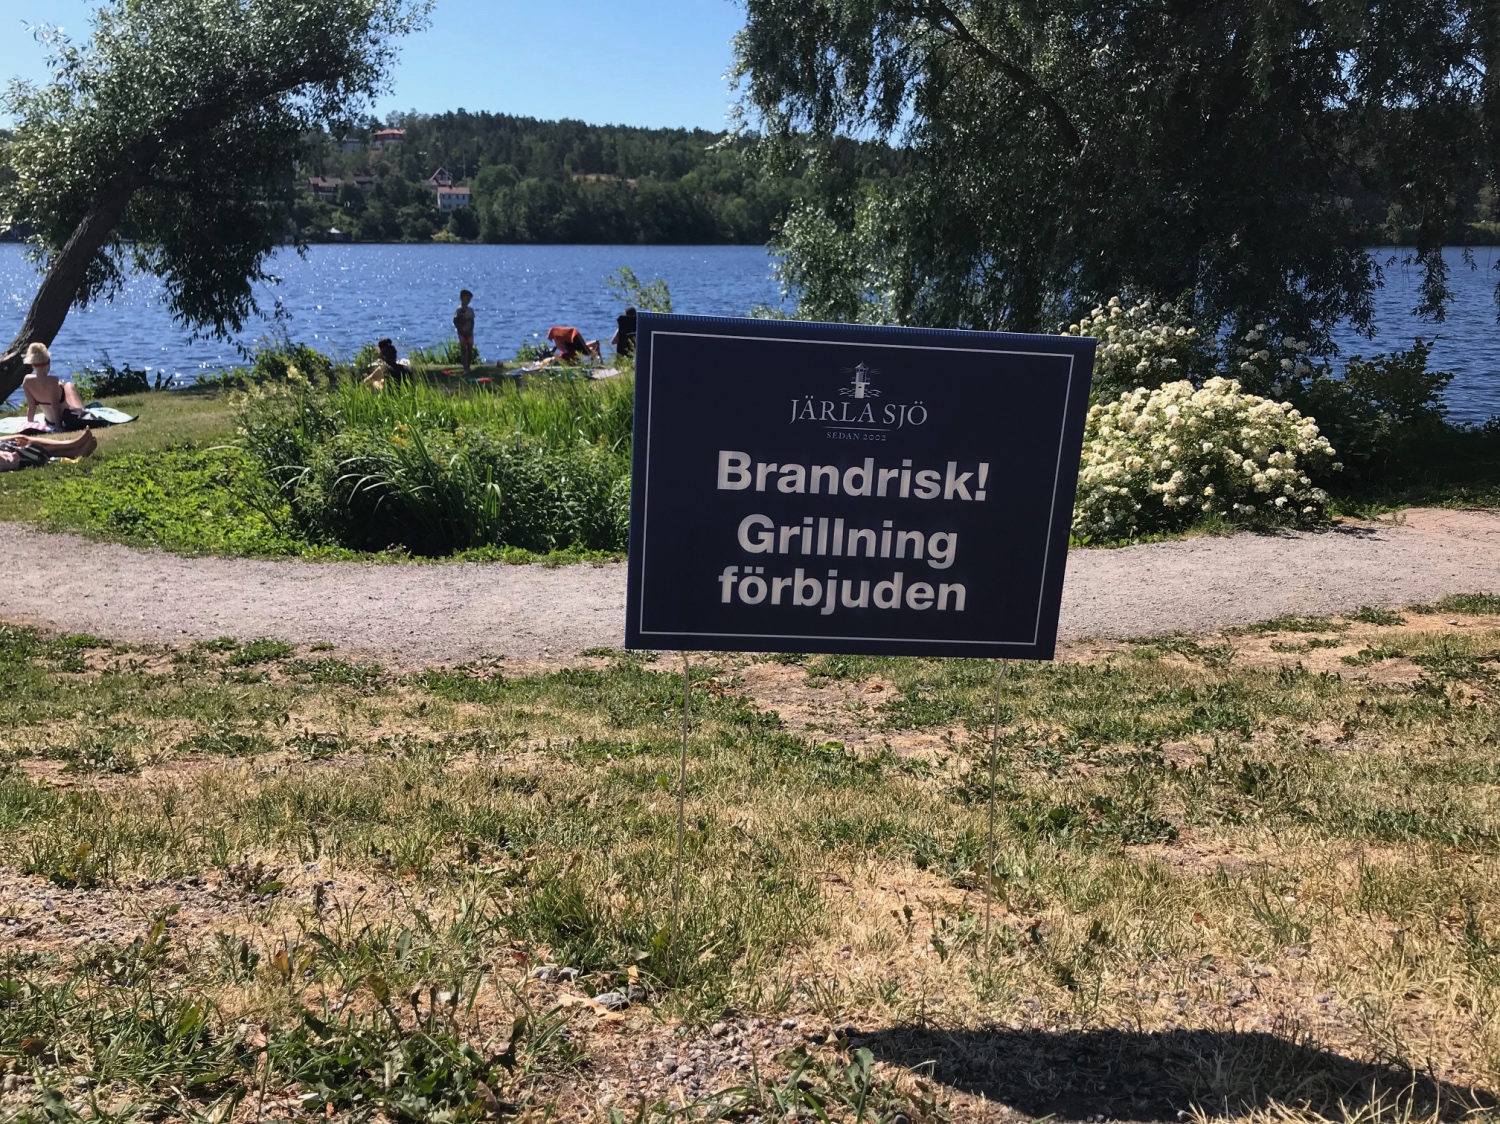 JÄRLA SJÖ
SEDAN 2002
Brandrisk!
Grillning
förbjuden